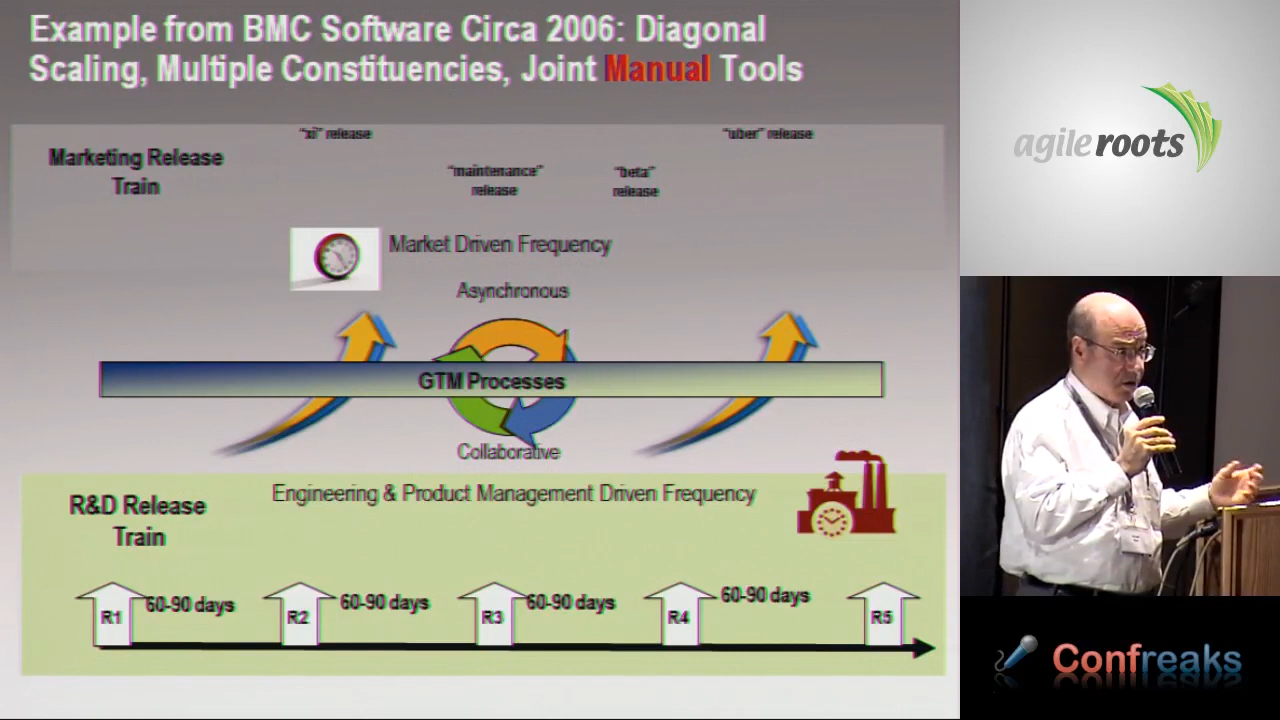 Example from BMC Software Circa 2006: Diagonal
Scaling, Multiple Constituencies, Joint Manual Tools
"xl" release
"uber" release
Marketing Release
Train
"maintenance"
release
"beta"
release
Market Driven Frequency
Asynchronous
GTM Processes
Collaborative
R&D Release
Train
Engineering & Product Management Driven Frequency
R1
60-90 days
R2
60-90 days
R3
60-90 days
R4
60-90 days
R5
agile roots
Confreaks